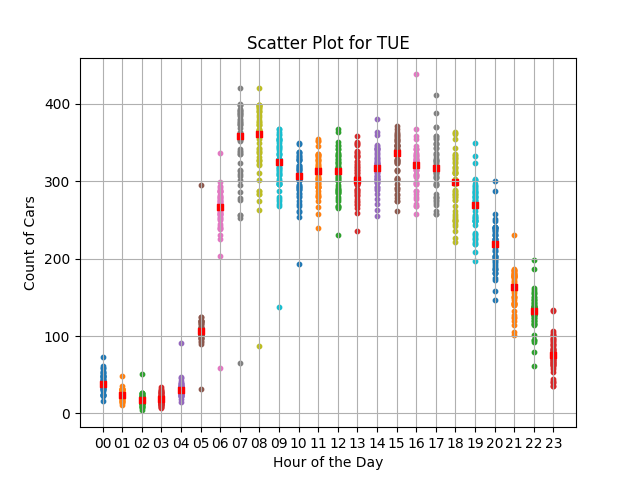 Scatter Plot for TUE
Count of Cars
400
300
200
100
0
00 01 02 03 04 05 06 07 08 09 10 11 12 13 14 15 16 17 18 19 20 21 22 23
Hour of the Day